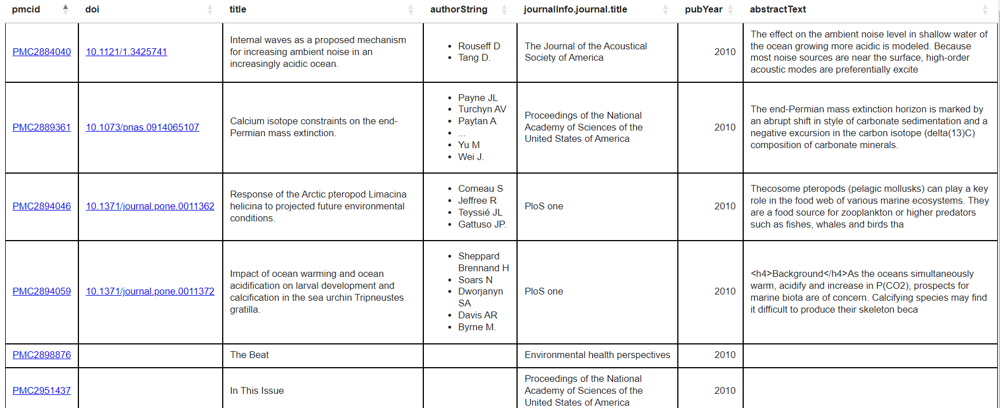 pmcid doi title authorString journalInfo.journal.title pubYear abstractText
PMC2884040
10.1121/1.3425741
Internal waves as a proposed mechanism
for increasing ambient noise in an
increasingly acidic ocean.
• Rouseff D
• Tang D.
The Journal of the Acoustical
Society of America
2010
The effect on the ambient noise level in shallow water of
the ocean growing more acidic is modeled. Because
most noise sources are near the surface, high-order
acoustic modes are preferentially excite
PMC2889361
10.1073/pnas.0914065107
Calcium isotope constraints on the end-
Permian mass extinction.
• Payne JL
• Turchyn AV
• Paytan A
• ...
• Yu M
• Wei J.
Proceedings of the National
Academy of Sciences of the
United States of America
2010
The end-Permian mass extinction horizon is marked by
an abrupt shift in style of carbonate sedimentation and a
negative excursion in the carbon isotope (delta(13)C)
composition of carbonate minerals.
PMC2894046
10.1371/journal.pone.0011362
Response of the Arctic pteropod Limacina
helicina to projected future environmental
conditions.
• Comeau S
• Jeffree R
• Teyssié JL
• Gattuso JP.
PloS one
2010
Thecosome pteropods (pelagic mollusks) can play a key
role in the food web of various marine ecosystems. They
are a food source for zooplankton or higher predators
such as fishes, whales and birds tha
PMC2894059
10.1371/journal.pone.0011372
Impact of ocean warming and ocean
acidification on larval development and
calcification in the sea urchin Tripneustes
gratilla.
• Sheppard
Brennand H
• Soars N
• Dworjanyn
SA
• Davis AR
• Byrne M.
PloS one
2010
&lt;h4&gt;Background&lt;/h4&gt;As the oceans simultaneously
warm, acidify and increase in P(CO2), prospects for
marine biota are of concern. Calcifying species may find
it difficult to produce their skeleton beca
PMC2898876
The Beat
Environmental health perspectives
2010
PMC2951437
In This Issue
Proceedings of the National
Academy of Sciences of the
United States of America
2010